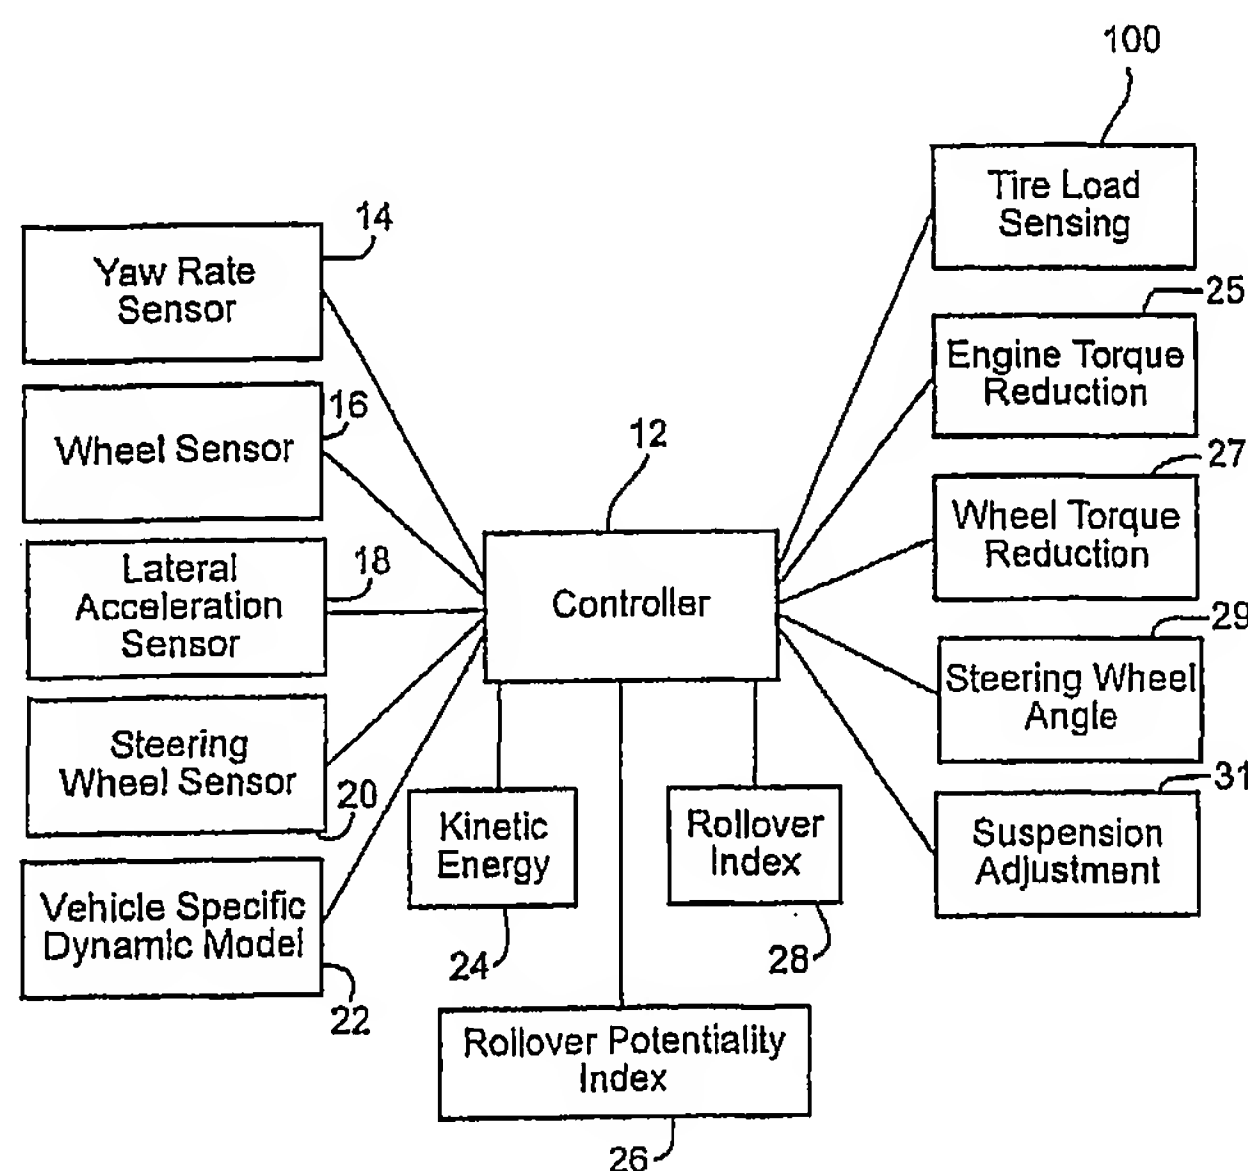 100
Tire Load
Sensing
14
Yaw Rate
Sensor
25
Engine Torque
Reduction
16
Wheel Sensor
12
Controller
27
Wheel Torque
Reduction
18
Lateral
Acceleration
Sensor
29
Steering Wheel
Angle
Steering
Wheel Sensor
20
31
Suspension
Adjustment
Kinetic
Energy
24
Rollover
Index
28
Vehicle Specific
Dynamic Model
22
Rollover Potentiality
Index
26